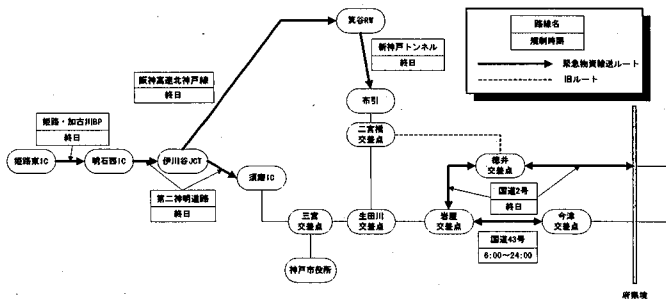 箕谷RW
路線名
規制時間
新神戸トンネル
終日
緊急物資輸送ルート
阪神高速北神戸線
終日
旧ルート
布引
姫路・加古川BP
終日
二宮橋
交差点
姫路東IC
明石西IC
伊川谷JCT
徳井
交差点
須磨IC
国道2号
終日
第二神明道路
終日
三宮
交差点
生田川
交差点
岩屋
交差点
今津
交差点
国道43号
6:00～24:00
神戸市役所
府県境